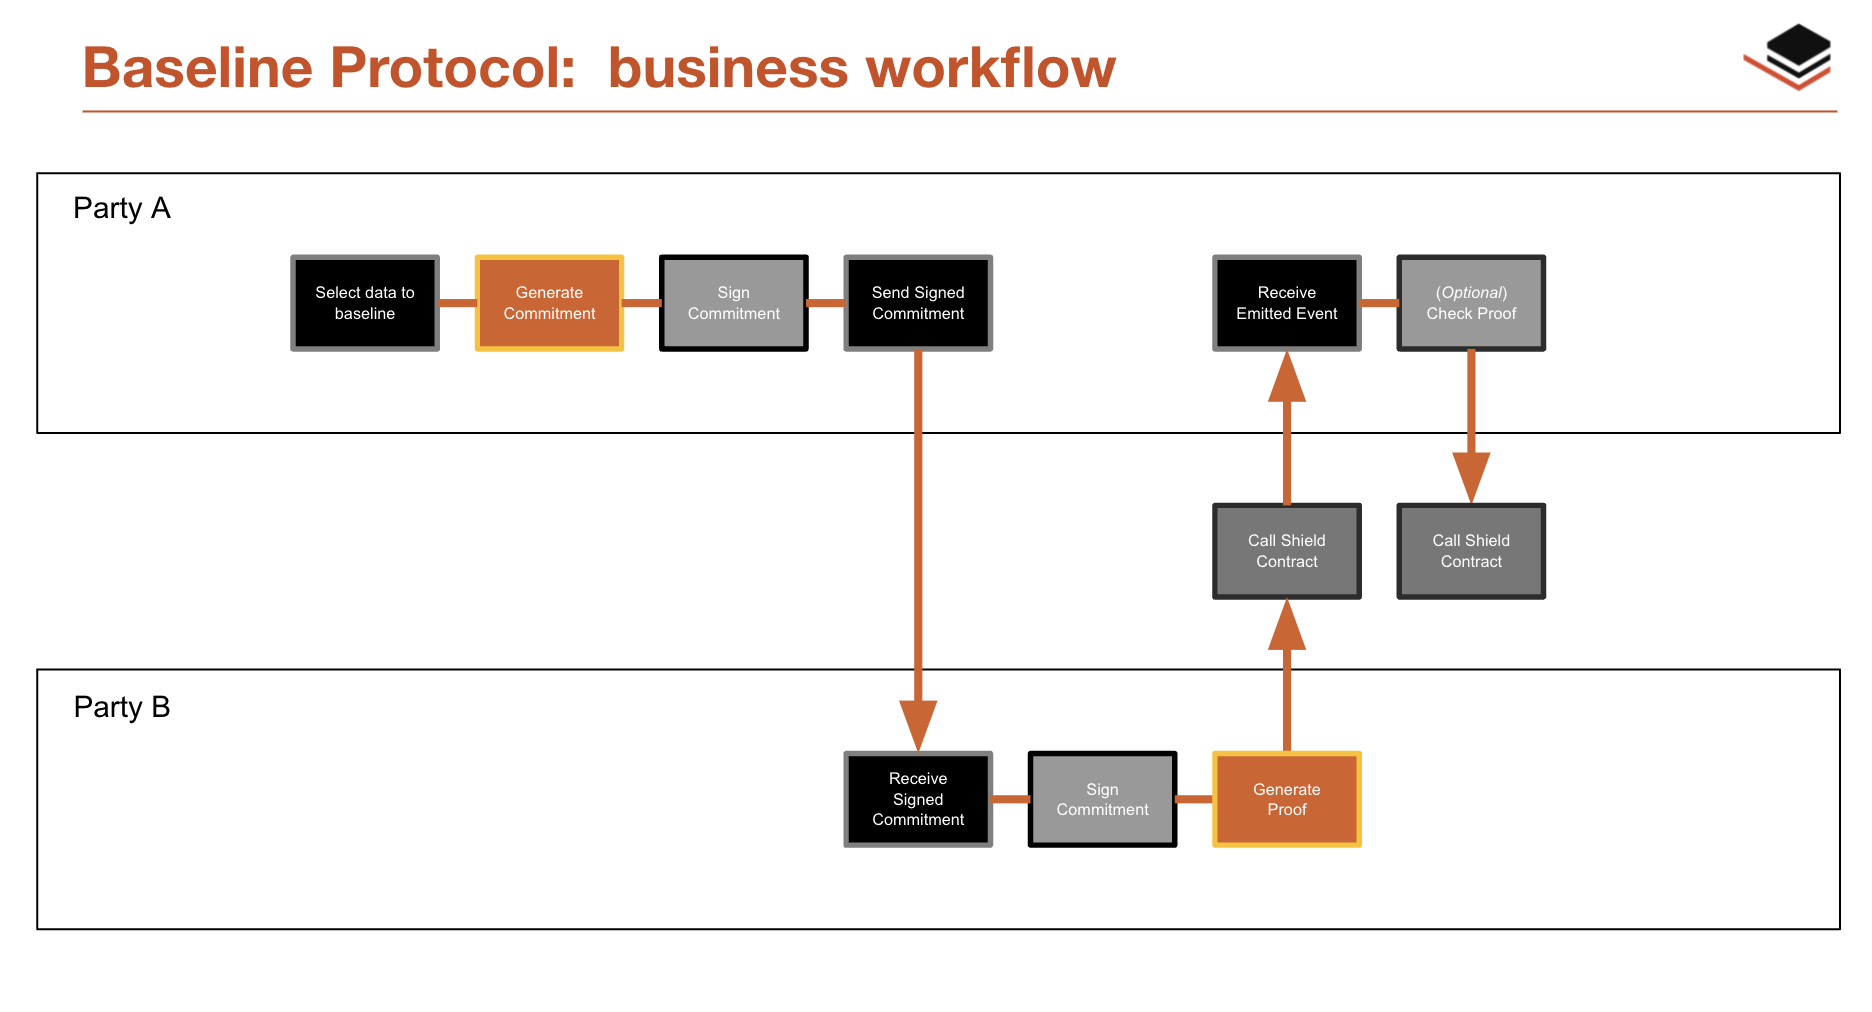 Baseline Protocol:  business workflow
Party A
Select data to
baseline
Generate
Commitment
Sign
Commitment
Send Signed
Commitment
Receive
Emitted Event
(Optional)
Check Proof
Call Shield
Contract
Call Shield
Contract
Party B
Receive
Signed
Commitment
Sign
Commitment
Generate
Proof